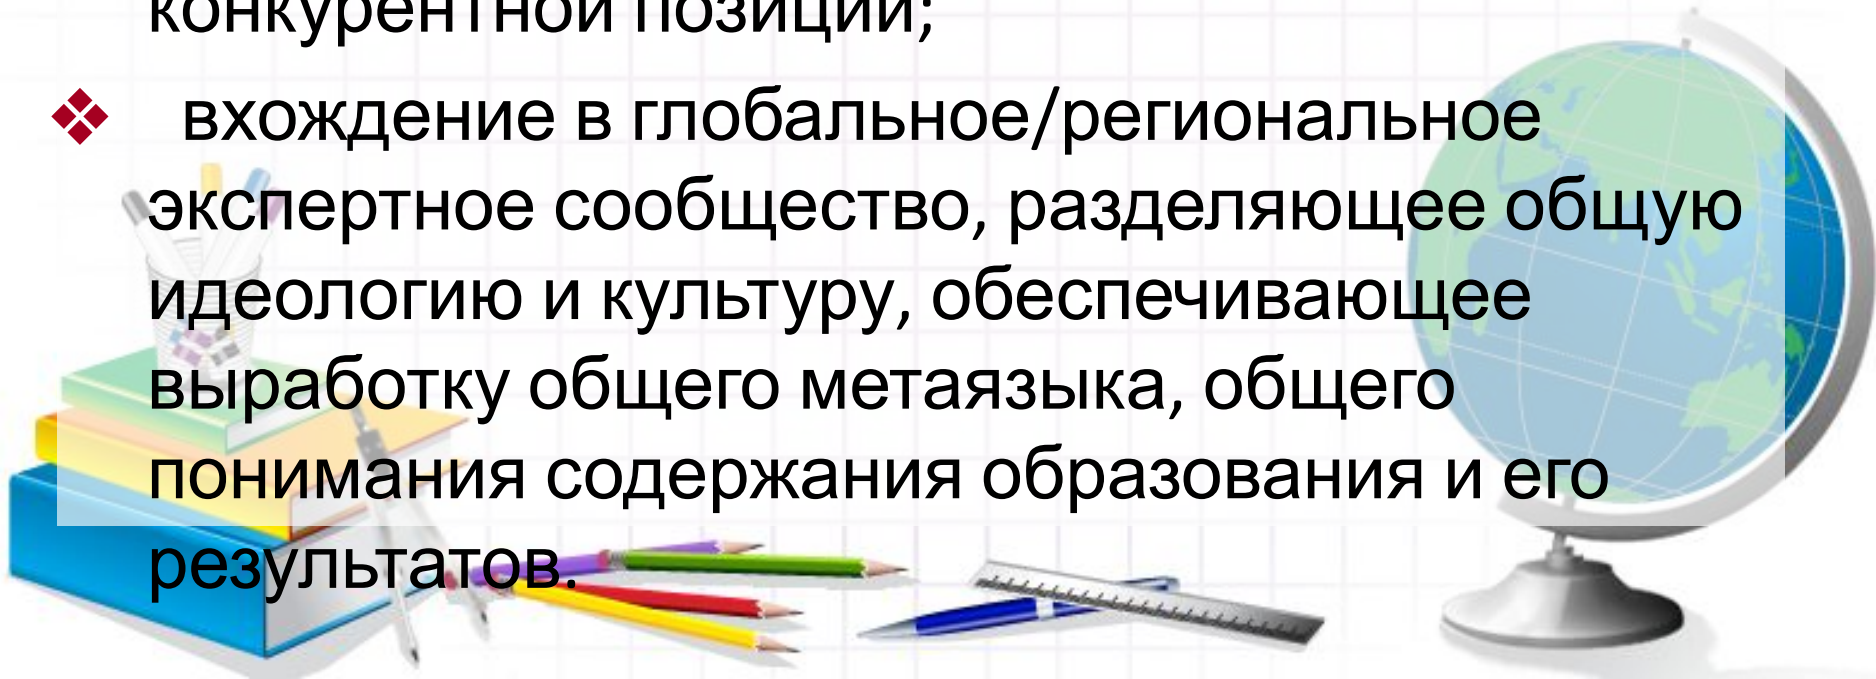 конкурентной позиции;
вхождение в глобальное/региональное
экспертное сообщество, разделяющее общую
идеологию и культуру, обеспечивающее
выработку общего метаязыка, общего
понимания содержания образования и его
результатов.